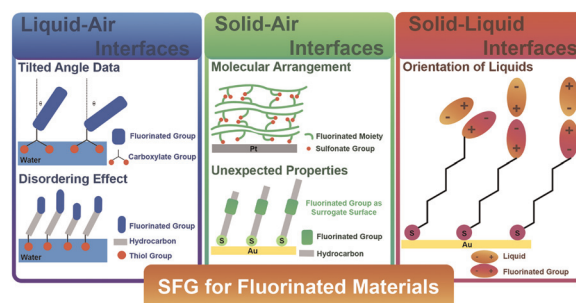 Liquid-Air
Interfaces
Tilted Angle Data
θ
θ
Fluorinated Group
Carboxylate Group
Water
Disordering Effect
Fluorinated Group
Hydrocarbon
Thiol Group
Water
Solid-Air
Interfaces
Molecular Arrangement
Fluorinated Moiety
Sulfonate Group
Pt
Unexpected Properties
Fluorinated Group as
Surrogate Surface
Fluorinated Group
Hydrocarbon
S S S
Au
Solid-Liquid
Interfaces
Orientation of Liquids
- + - +
+ - + -
+ -
- +
S S S
Au
- + Liquid
- + Fluorinated Group
SFG for Fluorinated Materials